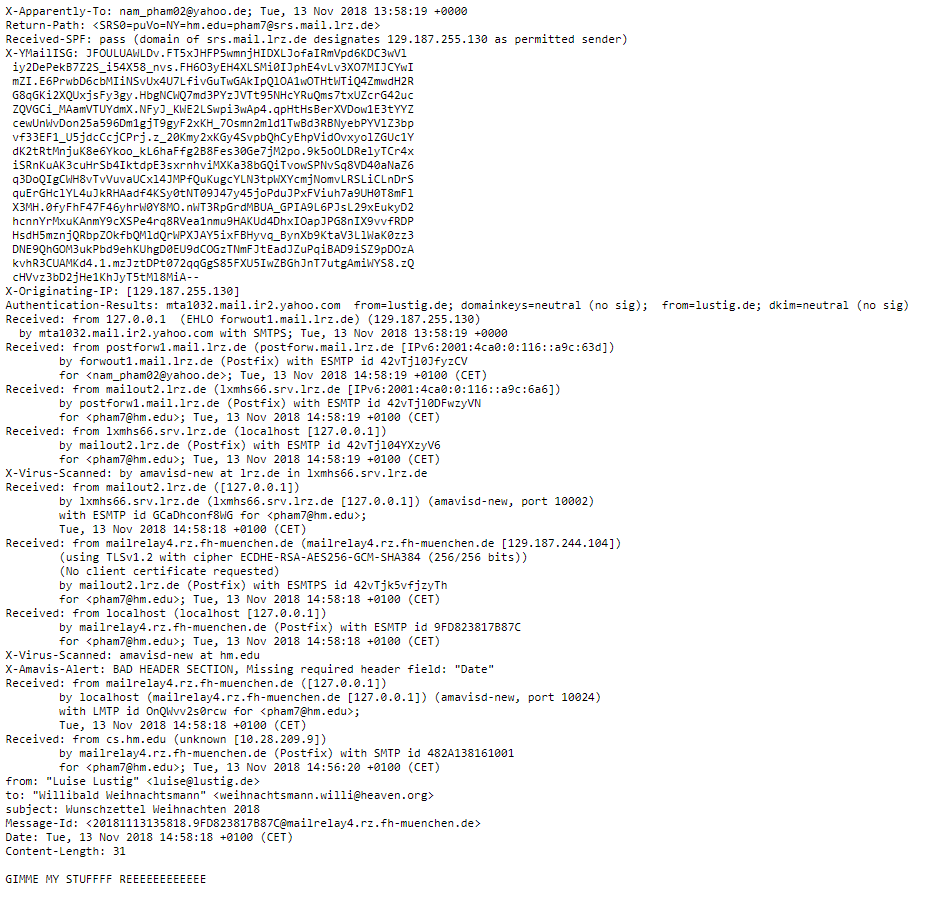 X-Apparently-To: nam_pham02@yahoo.de; Tue, 13 Nov 2018 13:58:19 +0000
Return-Path: <SRS0=puVo=NY=hm.edu=pham7@srs.mail.lrz.de>
Received-SPF: pass (domain of srs.mail.lrz.de designates 129.187.255.130 as permitted sender)
X-YMailISG: JFOULUAWLDv.FT5xJHFP5wmnjHIDXLJofaIRmVpd6KDC3wVl
iy2DePekB7Z2S_i54X58_nvs.FH6O3yEH4XLSMi0IJphE4vLv3XO7MIJCYwI
mZI.E6PrwbD6cbMIiNSvUx4U7LfivGuTwGAkIpQlOA1wOTHtWTiQ4ZmwdH2R
G8qGKi2XQUxjsFy3gy.HbgNCWQ7md3PYzJVTt95NHcYRuQms7txUZcrG42uc
ZQVGCi_MAamVTUYdmX.NFyJ_KWE2LSwpi3wAp4.qpHtHsBerXVDow1E3tYYZ
cewUnWvDon25a596Dm1gjT9gyF2xKH_7Osmn2mld1TwBd3RBNyebPYVlZ3bp
vf33EF1_U5jdcCcjCPrj.z_20Kmy2xKGy4SvpbQhCyEhpVidOvxyolZGUc1Y
dK2tRtMnjuK8e6Ykoo_kL6haFfg2B8Fes30Ge7jM2po.9k5oOLDRelyTCr4x
iSRnKuAK3cuHrSb4IktdpE3sxrnhviMXKa38bGQiTvowSPNvSq8VD40aNaZ6
q3DoQIgCWH8vTvVuvaUCxl4JMPfQuKugcYLN3tpWXYcmjNomvLRSLiCLnDrS
quErGHclYL4uJkRHAadf4KSy0tNT09J47y45joPduJPxFViuh7a9UH0T8mFl
X3MH.0fyFhF47F46yhrW0Y8MO.nWT3RpGrdMBUA_GPIA9L6PJsL29xEukyD2
hcnnYrMxuKAnmY9cXSPe4rq8RVea1nmu9HAKUd4DhxIOapJPG8nIX9vvfRDP
HsdH5mznjQRbpZOkfbQMldQrWPXJAY5ixFBHyvq_BynXb9KtaV3LlWaK0zz3
DNE9QhGOM3ukPbd9ehKUhgD0EU9dCOGzTNmFJtEadJZuPqiBAD9iSZ9pDOzA
kvhR3CUAMKd4.1.mzJztDPt072qqGgS85FXU5IwZBGhJnT7utgAmiWYS8.zQ
cHVvz3bD2jHe1KhJyT5tMl8MiA--
X-Originating-IP: [129.187.255.130]
Authentication-Results: mta1032.mail.ir2.yahoo.com  from=lustig.de; domainkeys=neutral (no sig);  from=lustig.de; dkim=neutral (no sig)
Received: from 127.0.0.1  (EHLO forwout1.mail.lrz.de) (129.187.255.130)
by mta1032.mail.ir2.yahoo.com with SMTPS; Tue, 13 Nov 2018 13:58:19 +0000
Received: from postforw1.mail.lrz.de (postforw.mail.lrz.de [IPv6:2001:4ca0:0:116::a9c:63d])
by forwout1.mail.lrz.de (Postfix) with ESMTP id 42vTjl0JfyzCV
for <nam_pham02@yahoo.de>; Tue, 13 Nov 2018 14:58:19 +0100 (CET)
Received: from mailout2.lrz.de (lxmhs66.srv.lrz.de [IPv6:2001:4ca0:0:116::a9c:6a6])
by postforw1.mail.lrz.de (Postfix) with ESMTP id 42vTjl0DFwzyVN
for <pham7@hm.edu>; Tue, 13 Nov 2018 14:58:19 +0100 (CET)
Received: from lxmhs66.srv.lrz.de (localhost [127.0.0.1])
by mailout2.lrz.de (Postfix) with ESMTP id 42vTjl04YXzyV6
for <pham7@hm.edu>; Tue, 13 Nov 2018 14:58:19 +0100 (CET)
X-Virus-Scanned: by amavisd-new at lrz.de in lxmhs66.srv.lrz.de
Received: from mailout2.lrz.de ([127.0.0.1])
by lxmhs66.srv.lrz.de (lxmhs66.srv.lrz.de [127.0.0.1]) (amavisd-new, port 10002)
with ESMTP id GCaDhconf8WG for <pham7@hm.edu>;
Tue, 13 Nov 2018 14:58:18 +0100 (CET)
Received: from mailrelay4.rz.fh-muenchen.de (mailrelay4.rz.fh-muenchen.de [129.187.244.104])
(using TLSv1.2 with cipher ECDHE-RSA-AES256-GCM-SHA384 (256/256 bits))
(No client certificate requested)
by mailout2.lrz.de (Postfix) with ESMTPS id 42vTjk5vfjzyTh
for <pham7@hm.edu>; Tue, 13 Nov 2018 14:58:18 +0100 (CET)
Received: from localhost (localhost [127.0.0.1])
by mailrelay4.rz.fh-muenchen.de (Postfix) with ESMTP id 9FD823817B87C
for <pham7@hm.edu>; Tue, 13 Nov 2018 14:58:18 +0100 (CET)
X-Virus-Scanned: amavisd-new at hm.edu
X-Amavis-Alert: BAD HEADER SECTION, Missing required header field: "Date"
Received: from mailrelay4.rz.fh-muenchen.de ([127.0.0.1])
by localhost (mailrelay4.rz.fh-muenchen.de [127.0.0.1]) (amavisd-new, port 10024)
with LMTP id OnQWvv2s0rcw for <pham7@hm.edu>;
Tue, 13 Nov 2018 14:58:18 +0100 (CET)
Received: from cs.hm.edu (unknown [10.28.209.9])
by mailrelay4.rz.fh-muenchen.de (Postfix) with SMTP id 482A138161001
for <pham7@hm.edu>; Tue, 13 Nov 2018 14:56:20 +0100 (CET)
from: "Luise Lustig" <luise@lustig.de>
to: "Willibald Weihnachtsmann" <weihnachtsmann.willi@heaven.org>
subject: Wunschzettel Weihnachten 2018
Message-Id: <20181113135818.9FD823817B87C@mailrelay4.rz.fh-muenchen.de>
Date: Tue, 13 Nov 2018 14:58:18 +0100 (CET)
Content-Length: 31
GIMME MY STUFFFF REEEEEEEEEEEE